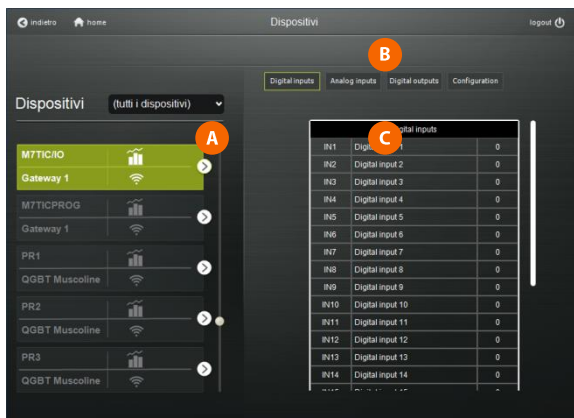 indietro home Dispositivi logout
B
Digital inputs Analog inputs Digital outputs Configuration
Dispositivi (tutti i dispositivi)
A
C
M7TIC/IO
Gateway 1
M7TICPROG
Gateway 1
PR1
QGBT Muscoline
PR2
QGBT Muscoline
PR3
QGBT Muscoline
gital inputs
IN1 Digit 1 0
IN2 Digital input 2 0
IN3 Digital input 3 0
IN4 Digital input 4 0
IN5 Digital input 5 0
IN6 Digital input 6 0
IN7 Digital input 7 0
IN8 Digital input 8 0
IN9 Digital input 9 0
IN10 Digital input 10 0
IN11 Digital input 11 0
IN12 Digital input 12 0
IN13 Digital input 13 0
IN14 Digital input 14 0